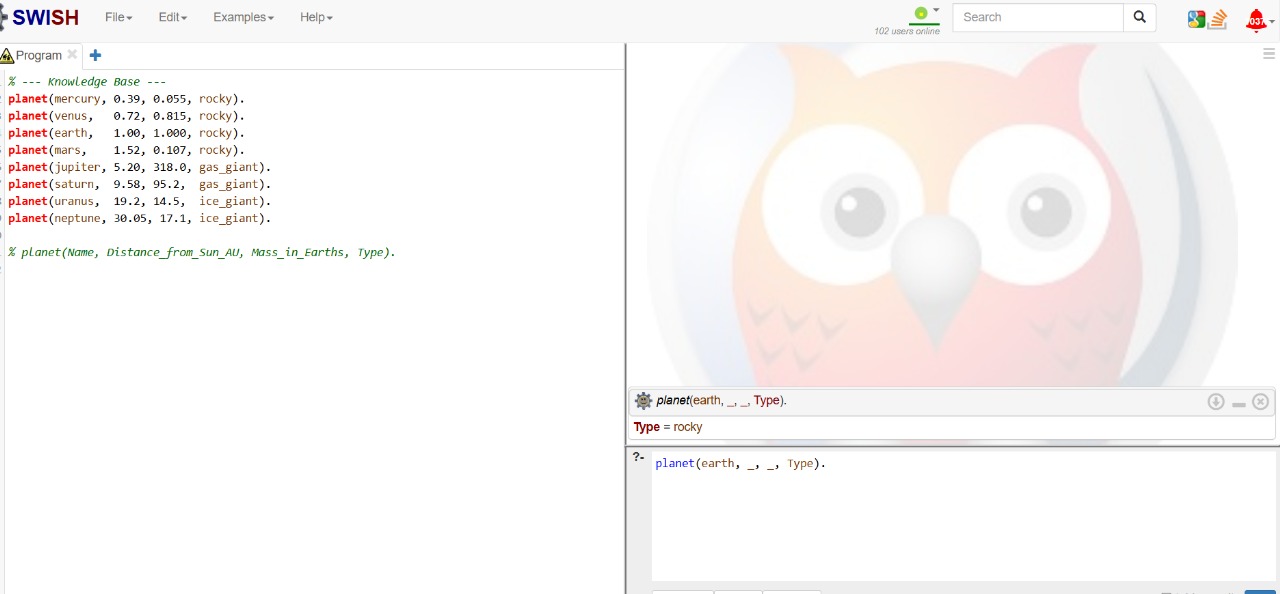 SWISH File Edit Examples Help 102 users online Search
Program
% --- Knowledge Base ---
planet(mercury, 0.39, 0.055, rocky).
planet(venus,   0.72, 0.815, rocky).
planet(earth,   1.00, 1.000, rocky).
planet(mars,    1.52, 0.107, rocky).
planet(jupiter, 5.20, 318.0, gas_giant).
planet(saturn,  9.58, 95.2,  gas_giant).
planet(uranus,  19.2, 14.5,  ice_giant).
planet(neptune, 30.05, 17.1, ice_giant).
% planet(Name, Distance_from_Sun_AU, Mass_in_Earths, Type).
planet(earth, _, _, Type).
Type = rocky
?- planet(earth, _, _, Type).